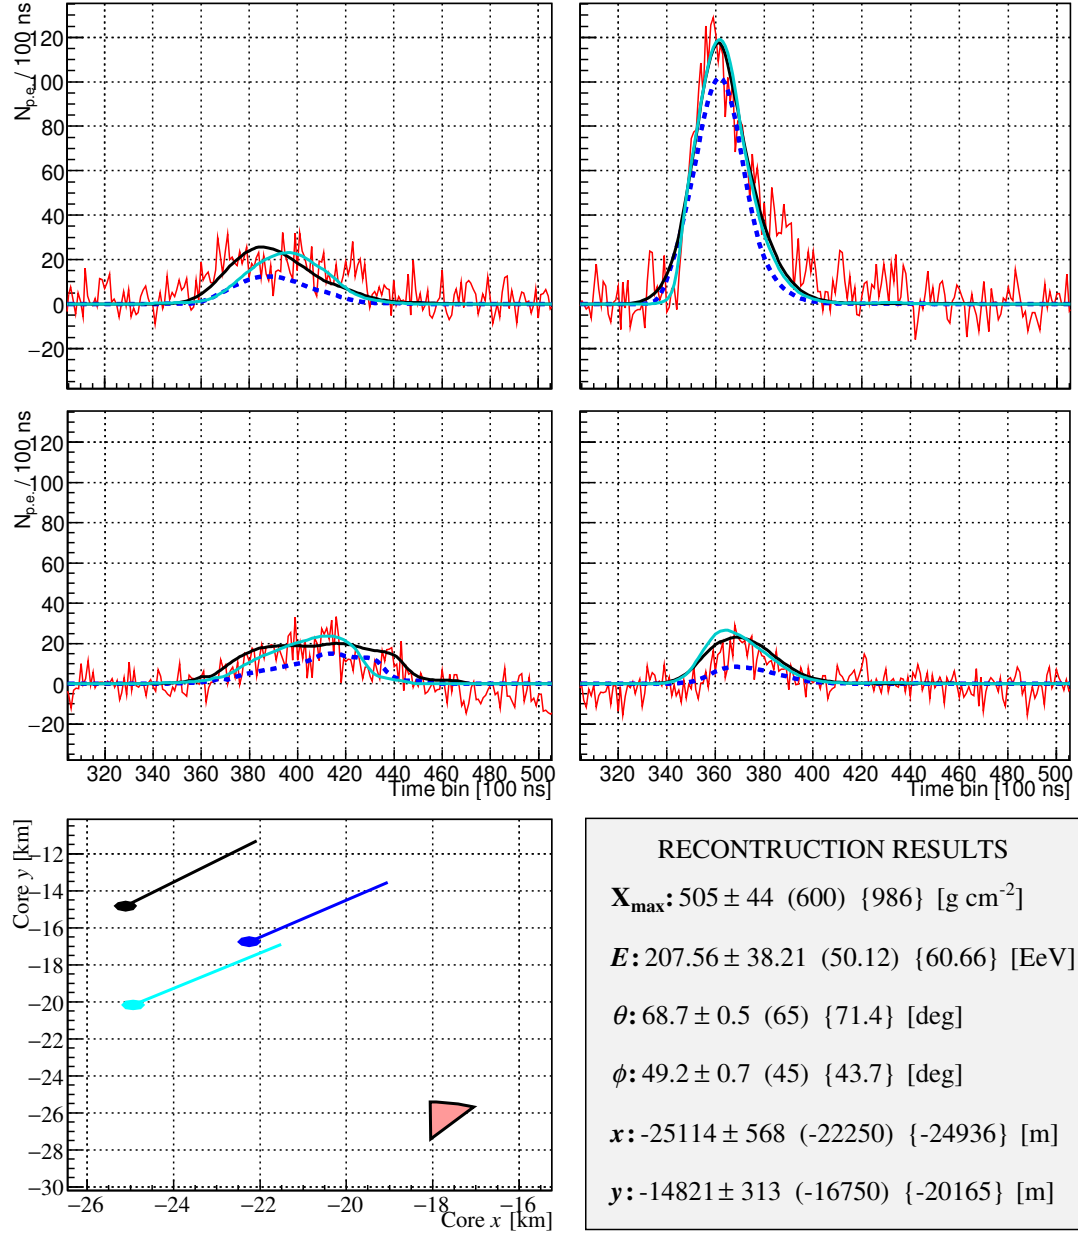 N_{p.e.} / 100 ns
120
100
80
60
40
20
0
−20
N_{p.e.} / 100 ns
120
100
80
60
40
20
0
−20
320 340 360 380 400 420 440 460 480 500
Time bin [100 ns]
320 340 360 380 400 420 440 460 480 500
Time bin [100 ns]
Core y [km]
−12
−14
−16
−18
−20
−22
−24
−26
−28
−30
−26 −24 −22 −20 −18 −16
Core x [km]
RECONTRUCTION RESULTS
X_{max}: 505 ± 44 (600) {986} [g cm^{-2}]
E: 207.56 ± 38.21 (50.12) {60.66} [EeV]
θ: 68.7 ± 0.5 (65) {71.4} [deg]
ϕ: 49.2 ± 0.7 (45) {43.7} [deg]
x: -25114 ± 568 (-22250) {-24936} [m]
y: -14821 ± 313 (-16750) {-20165} [m]